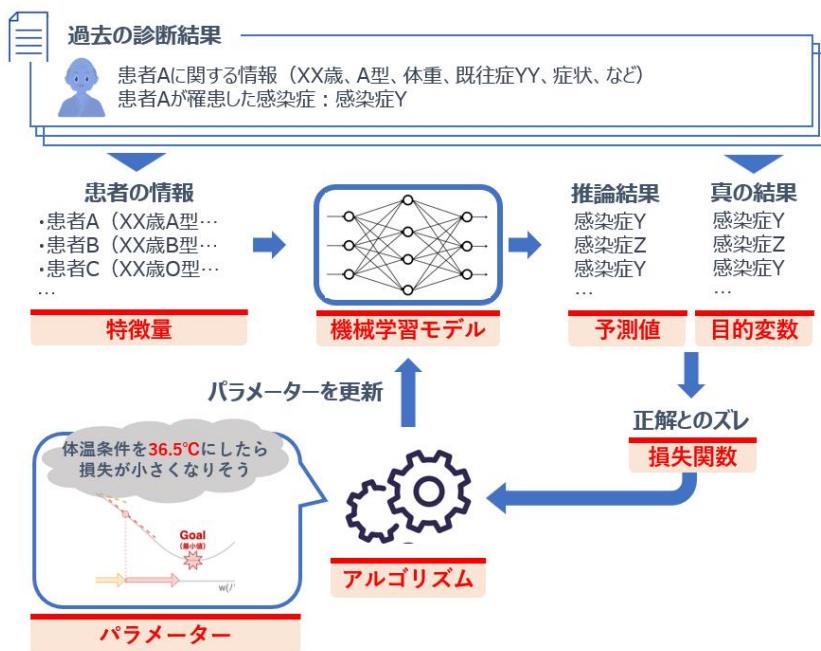 過去の診断結果
患者Aに関する情報（XX歳、A型、体重、既往症YY、症状、など）
患者Aが罹患した感染症：感染症Y
患者の情報
・患者A（XX歳A型…
・患者B（XX歳B型…
・患者C（XX歳O型…
…
特徴量
機械学習モデル
推論結果
感染症Y
感染症Z
感染症Y
…
予測値
真の結果
感染症Y
感染症Z
感染症Y
…
目的変数
パラメーターを更新
正解とのズレ
損失関数
体温条件を36.5℃にしたら
損失が小さくなりそう
Goal
(最小値)
アルゴリズム
パラメーター